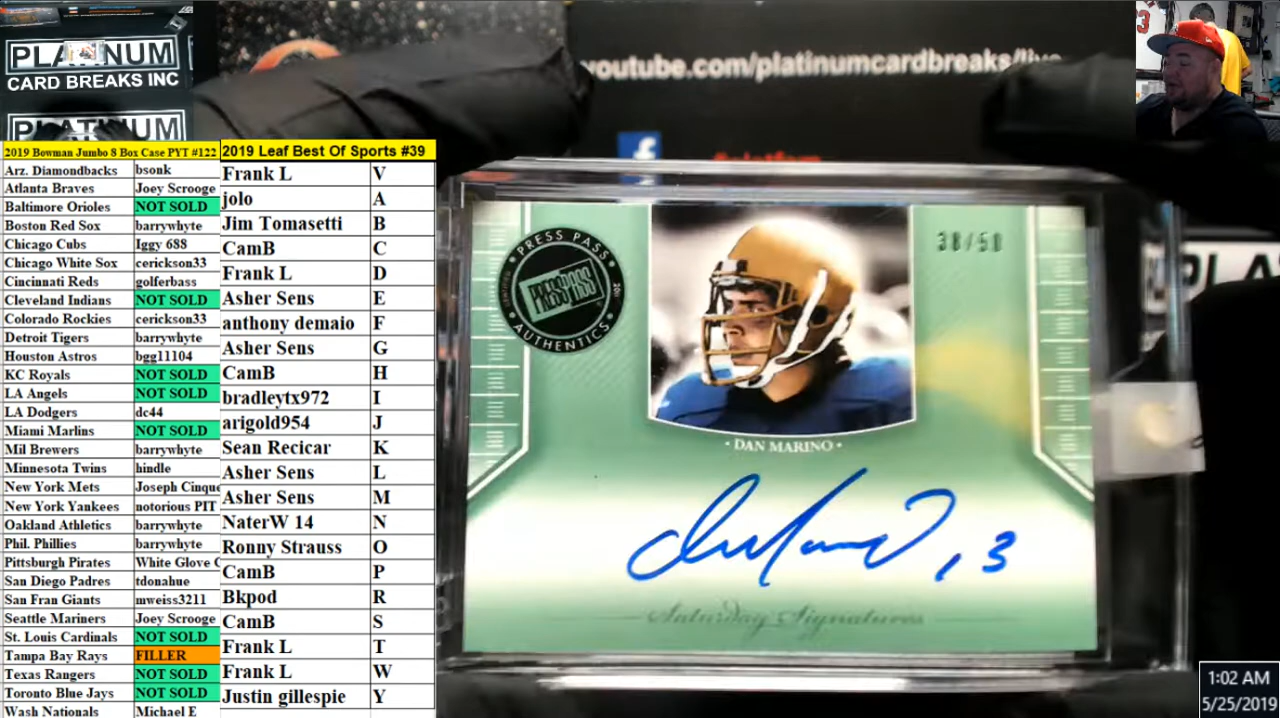 PLATINUM
CARD BREAKS INC
PLATINUM
youtube.com/platinumcardbreaks/live
2019 Bowman Jumbo 8 Box Case PYT #122
Arz. Diamondbacks bsonk
Atlanta Braves Joey Scrooge
Baltimore Orioles NOT SOLD
Boston Red Sox barrywhyte
Chicago Cubs Iggy 688
Chicago White Sox cerickson33
Cincinnati Reds golferbass
Cleveland Indians NOT SOLD
Colorado Rockies cerickson33
Detroit Tigers barrywhyte
Houston Astros bgg11104
KC Royals NOT SOLD
LA Angels NOT SOLD
LA Dodgers dc44
Miami Marlins NOT SOLD
Mil Brewers barrywhyte
Minnesota Twins hindle
New York Mets Joseph Cinque
New York Yankees notorious PIT
Oakland Athletics barrywhyte
Phil. Phillies barrywhyte
Pittsburgh Pirates White Glove
San Diego Padres tdonahue
San Fran Giants mweiss3211
Seattle Mariners Joey Scrooge
St. Louis Cardinals NOT SOLD
Tampa Bay Rays FILLER
Texas Rangers NOT SOLD
Toronto Blue Jays NOT SOLD
Wash Nationals Michael E
2019 Leaf Best Of Sports #39
Frank L V
jolo A
Jim Tomasetti B
CamB C
Frank L D
Asher Sens E
anthony demaio F
Asher Sens G
CamB H
bradleytx972 I
arigold954 J
Sean Recicar K
Asher Sens L
Asher Sens M
NaterW 14 N
Ronny Strauss O
CamB P
Bkpod R
CamB S
Frank L T
Frank L W
Justin gillespie Y
PRESS PASS
PRESS PASS
AUTHENTICS
38/50
· DAN MARINO ·
13
Saturday Signatures
1:02 AM
5/25/2019